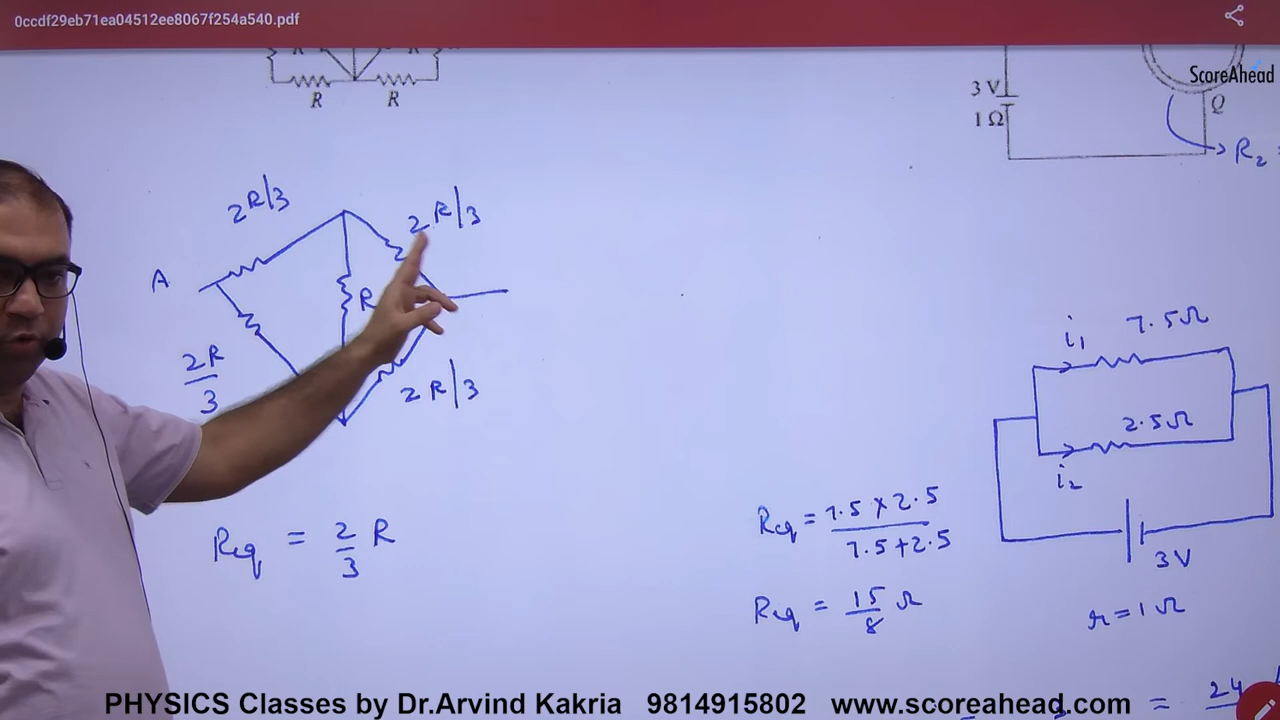 0ccdf29eb71ea04512ee8067f254a540.pdf
ScoreAhead
R R
3 V
1 Ω
Q
R₂
2R/3
2R/3
A
R
2R/3
2R/3
Req = 2/3 R
i₁ 7.5Ω
2.5Ω
i₂
3V
r = 1Ω
Req = 7.5 × 2.5 / 7.5 + 2.5
Req = 15/8 Ω
= 24
PHYSICS Classes by Dr.Arvind Kakria 9814915802 www.scoreahead.com